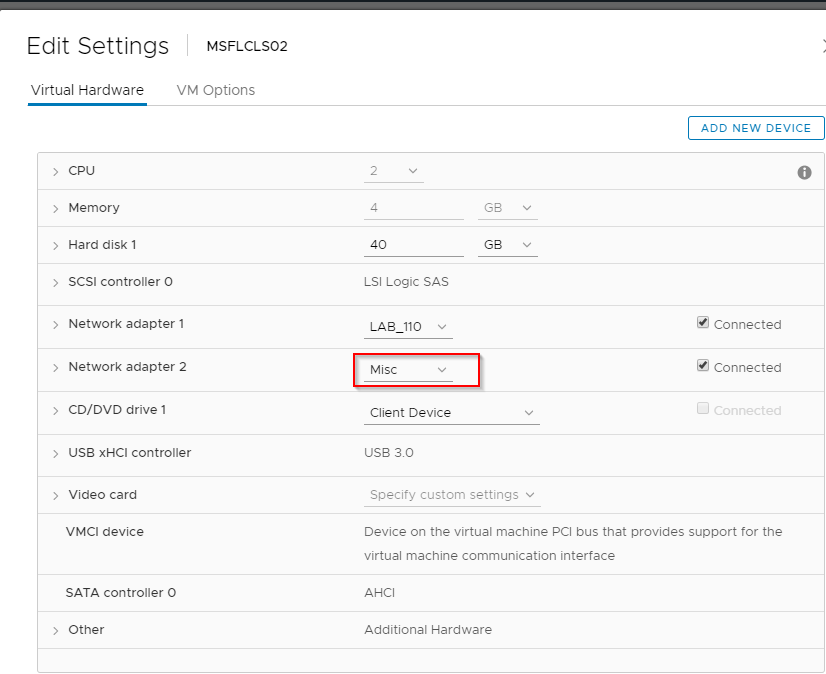 Edit Settings MSFLCLS02
Virtual Hardware VM Options
ADD NEW DEVICE
CPU 2
Memory 4 GB
Hard disk 1 40 GB
SCSI controller 0 LSI Logic SAS
Network adapter 1 LAB_110 Connected
Network adapter 2 Misc Connected
CD/DVD drive 1 Client Device Connected
USB xHCI controller USB 3.0
Video card Specify custom settings
VMCI device Device on the virtual machine PCI bus that provides support for the
virtual machine communication interface
SATA controller 0 AHCI
Other Additional Hardware